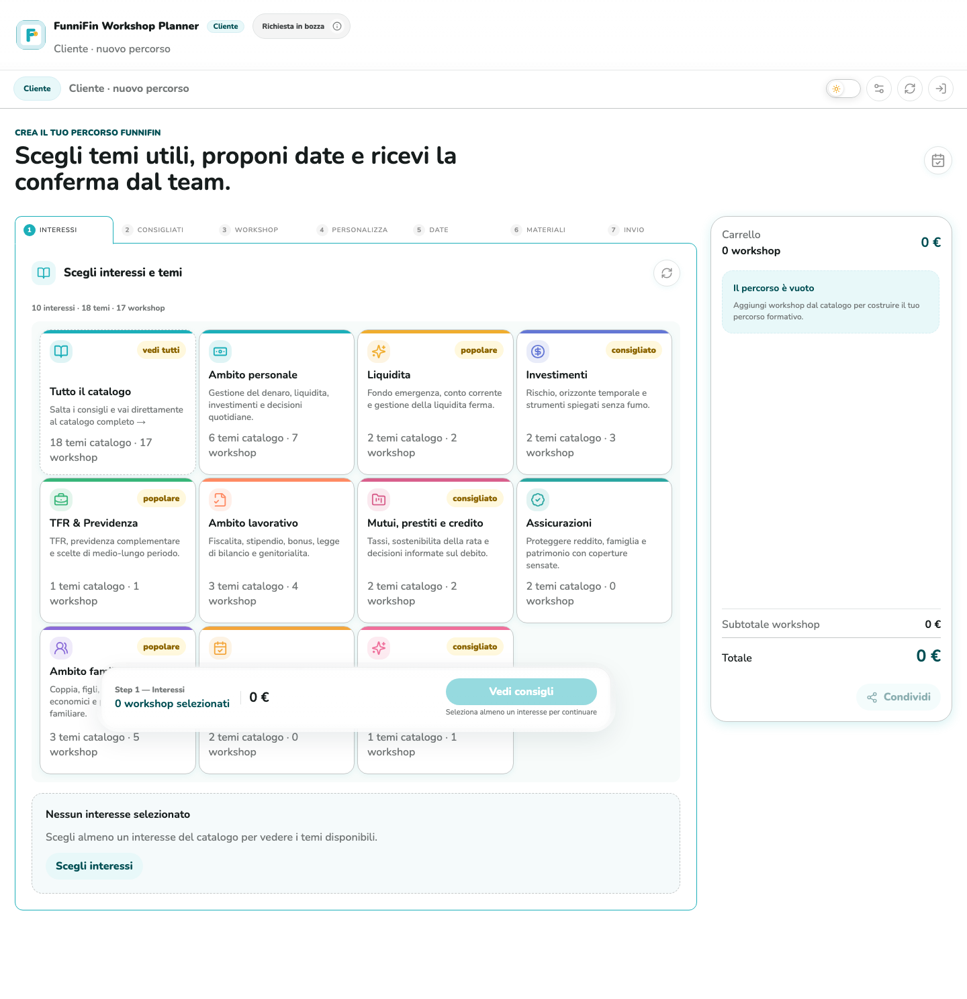 FunniFin Workshop Planner
Cliente
Richiesta in bozza
Cliente · nuovo percorso
Cliente
Cliente · nuovo percorso
CREA IL TUO PERCORSO FUNNIFIN
Scegli temi utili, proponi date e ricevi la
conferma dal team.
1 INTERESSI
2 CONSIGLIATI
3 WORKSHOP
4 PERSONALIZZA
5 DATE
6 MATERIALI
7 INVIO
Scegli interessi e temi
10 interessi · 18 temi · 17 workshop
vedi tutti
Tutto il catalogo
Salta i consigli e vai direttamente
al catalogo completo →
18 temi catalogo · 17
workshop
Ambito personale
Gestione del denaro, liquidita,
investimenti e decisioni
quotidiane.
6 temi catalogo · 7
workshop
popolare
Liquidita
Fondo emergenza, conto corrente
e gestione della liquidita ferma.
2 temi catalogo · 2
workshop
consigliato
Investimenti
Rischio, orizzonte temporale e
strumenti spiegati senza fumo.
2 temi catalogo · 3
workshop
popolare
TFR & Previdenza
TFR, previdenza complementare
e scelte di medio-lungo periodo.
1 temi catalogo · 1
workshop
Ambito lavorativo
Fiscalita, stipendio, bonus, legge
di bilancio e genitorialita.
3 temi catalogo · 4
workshop
consigliato
Mutui, prestiti e credito
Tassi, sostenibilita della rata e
decisioni informate sul debito.
2 temi catalogo · 2
workshop
Assicurazioni
Proteggere reddito, famiglia e
patrimonio con coperture
sensate.
2 temi catalogo · 0
workshop
popolare
Ambito
Coppia, figli,
economici e
familiare.
3 temi catalogo · 5
workshop
2 temi catalogo · 0
workshop
consigliato
1 temi catalogo · 1
workshop
Step 1 — Interessi
0 workshop selezionati
0 €
Vedi consigli
Seleziona almeno un interesse per continuare
Nessun interesse selezionato
Scegli almeno un interesse del catalogo per vedere i temi disponibili.
Scegli interessi
Carrello
0 workshop
0 €
Il percorso è vuoto
Aggiungi workshop dal catalogo per costruire il tuo
percorso formativo.
Subtotale workshop
0 €
Totale
0 €
Condividi